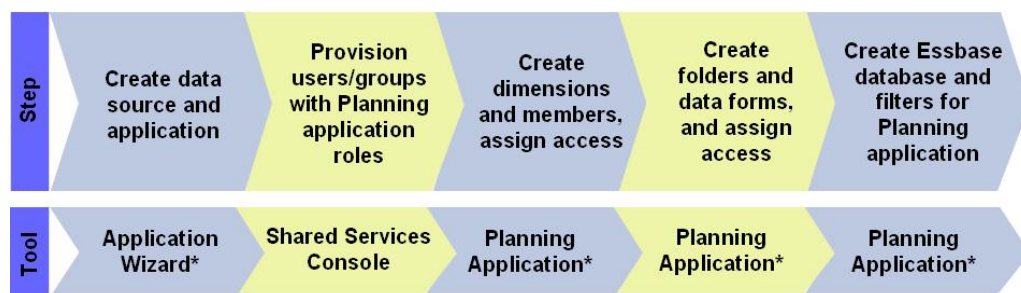 Step
Create data
source and
application
Provision
users/groups
with Planning
application
roles
Create
dimensions
and members,
assign access
Create
folders and
data forms,
and assign
access
Create Essbase
database and
filters for
Planning
application
Tool
Application
Wizard*
Shared Services
Console
Planning
Application*
Planning
Application*
Planning
Application*